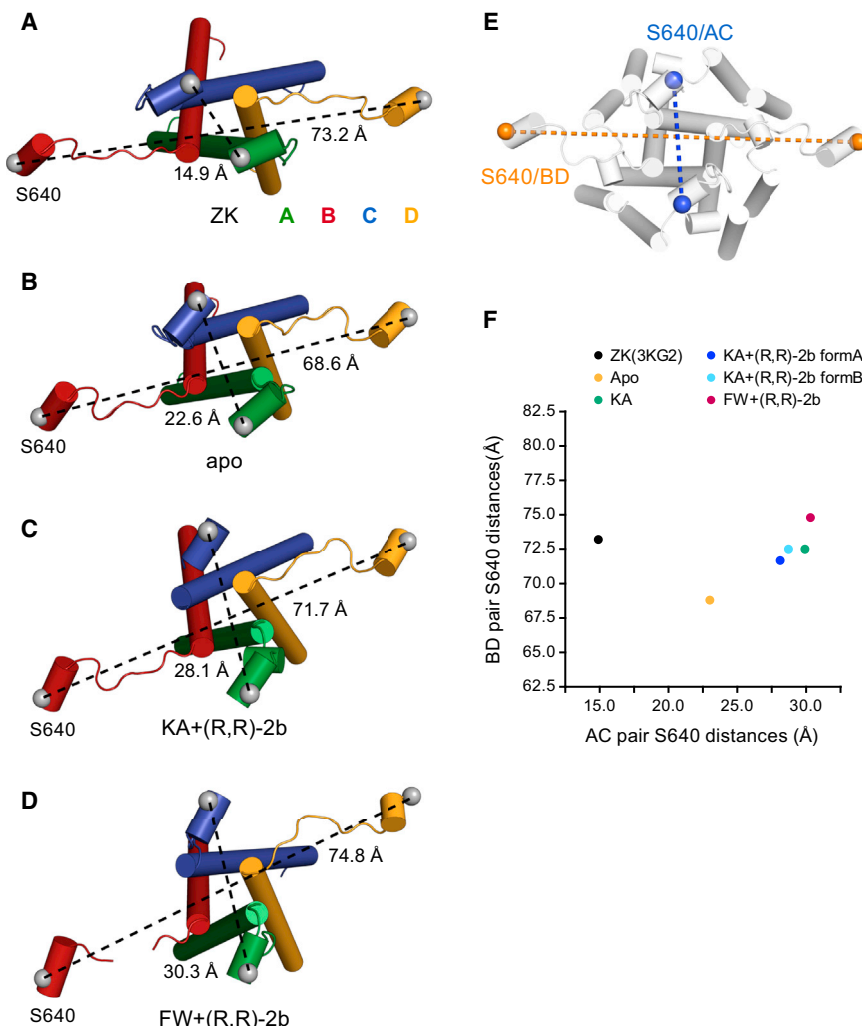 A
73.2 Å
14.9 Å
S640
ZK A B C D
B
68.6 Å
22.6 Å
S640
apo
C
71.7 Å
28.1 Å
S640
KA+(R,R)-2b
D
74.8 Å
30.3 Å
S640
FW+(R,R)-2b
E
S640/AC
S640/BD
F
ZK(3KG2) KA+(R,R)-2b formA
Apo KA+(R,R)-2b formB
KA FW+(R,R)-2b
BD pair S640 distances(Å)
82.5
80.0
77.5
75.0
72.5
70.0
67.5
65.0
62.5
15.0 20.0 25.0 30.0
AC pair S640 distances (Å)